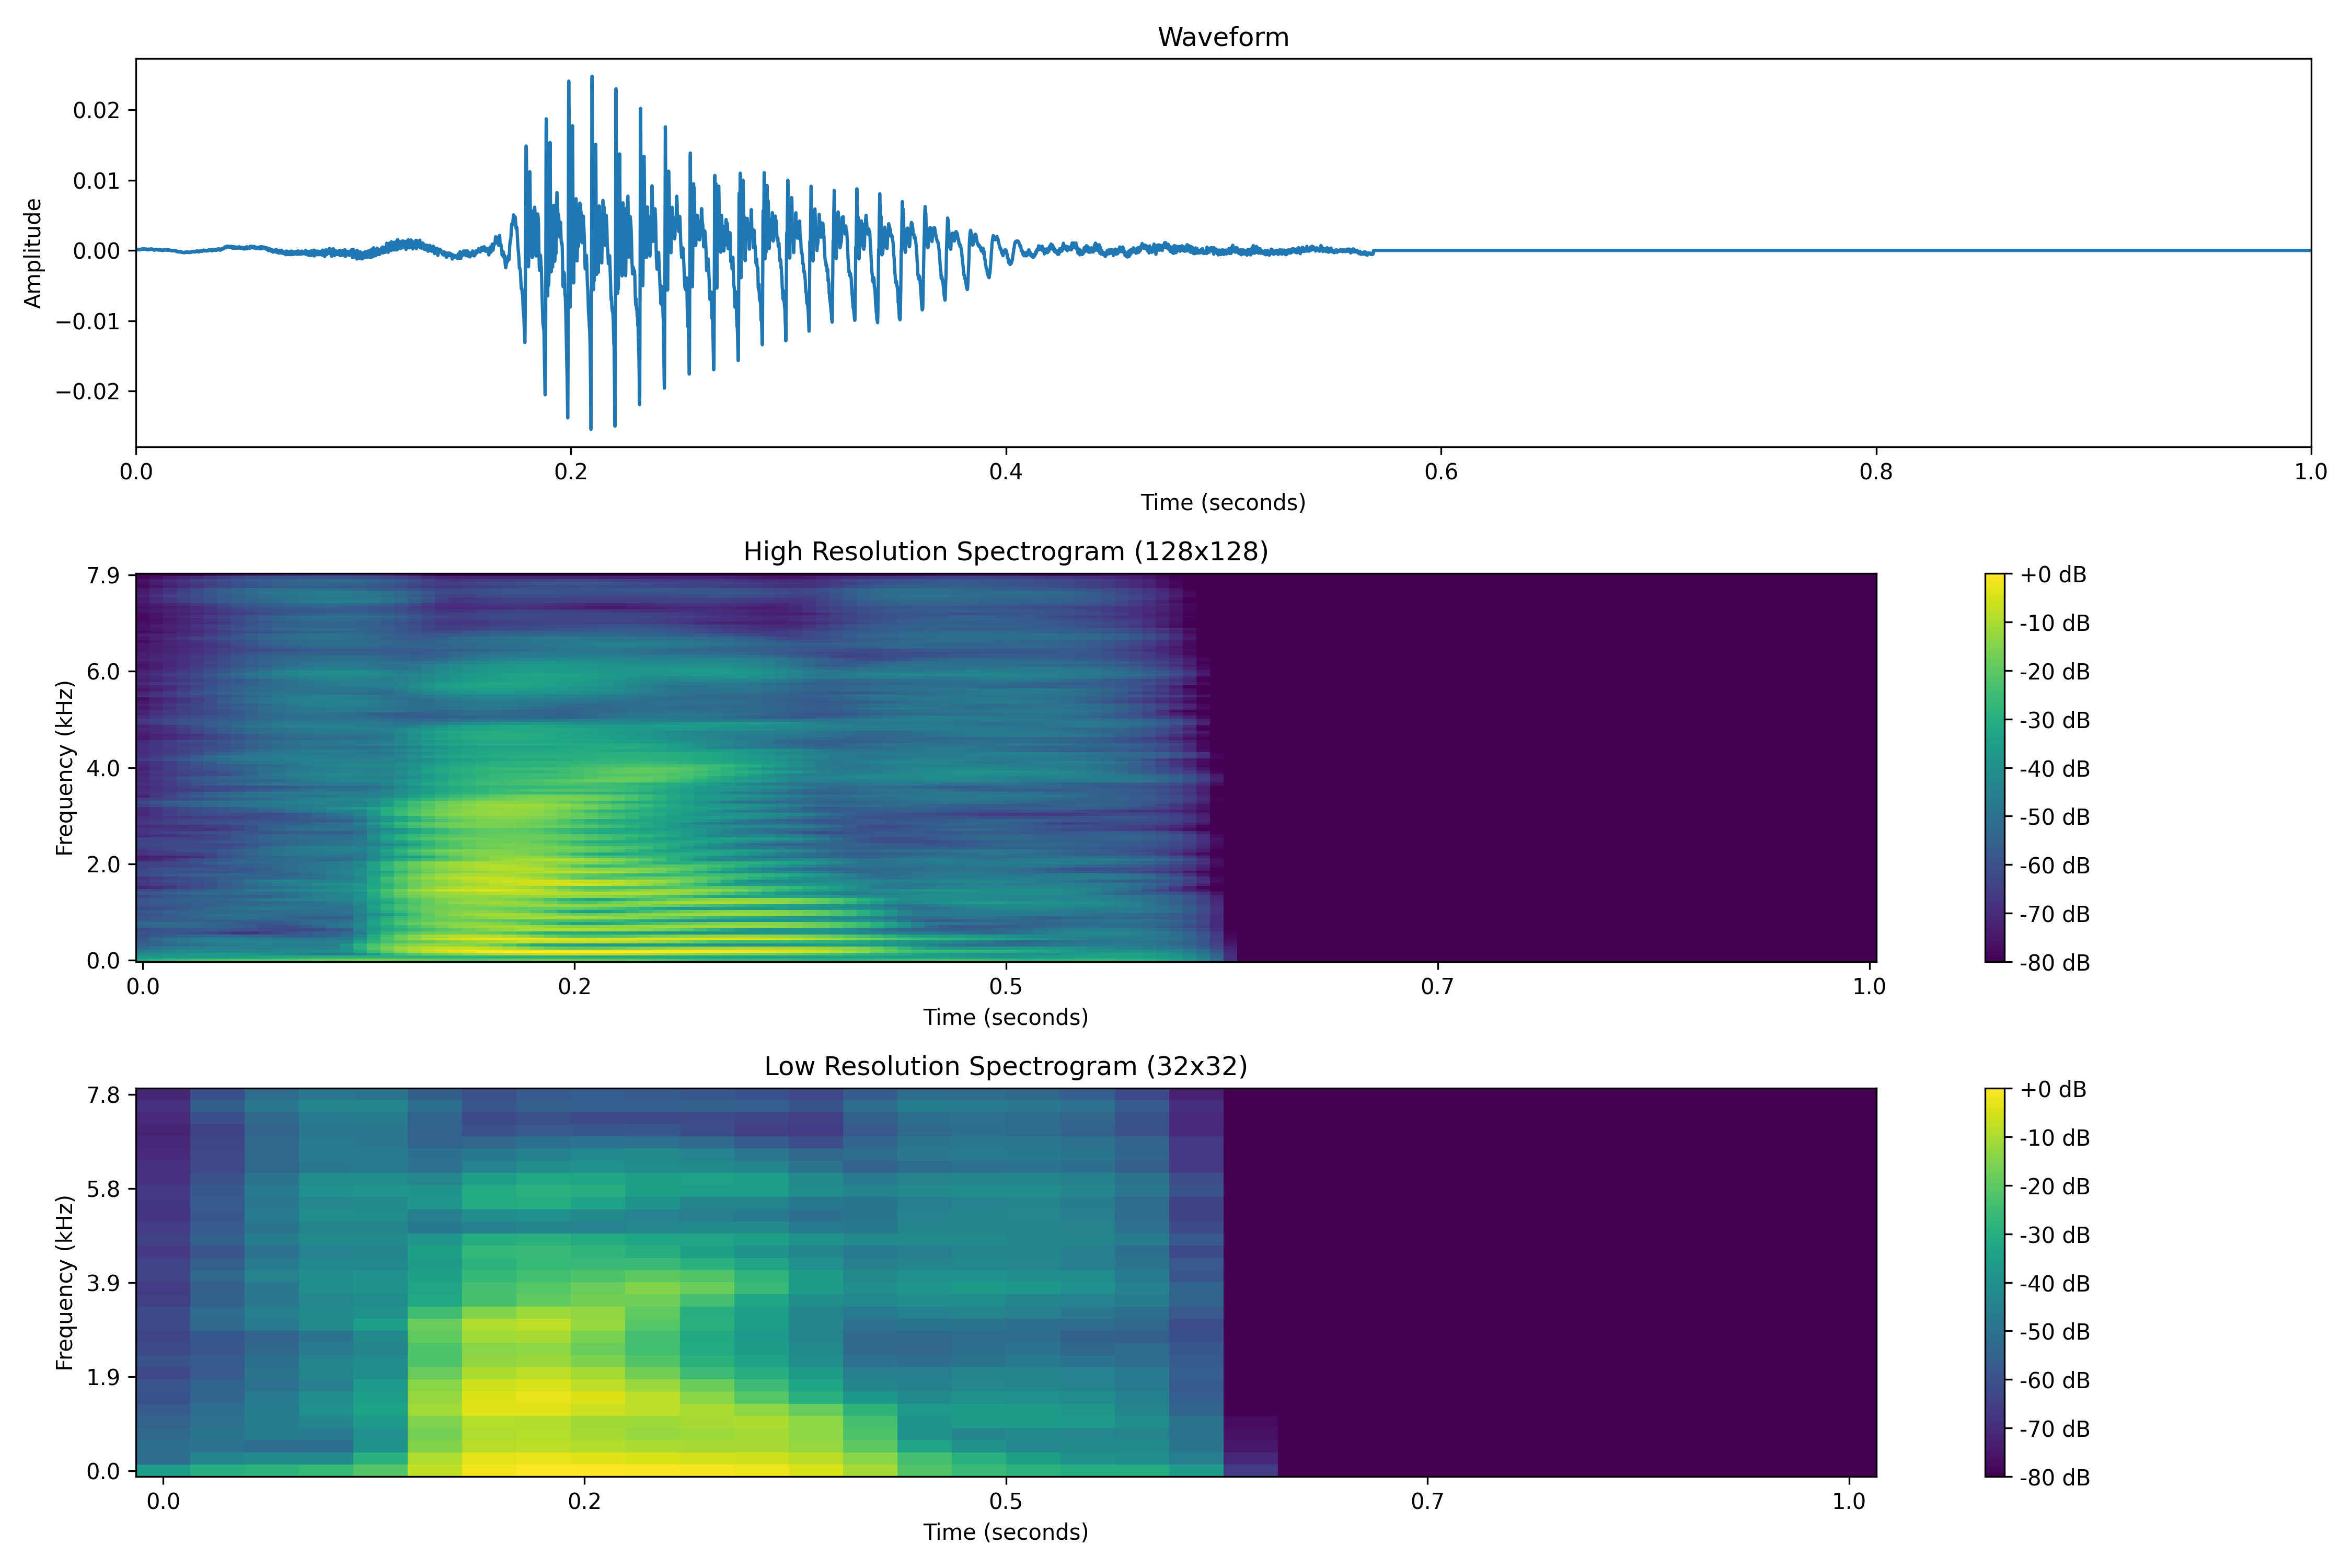 Waveform
Amplitude
0.02
0.01
0.00
−0.01
−0.02
0.0 0.2 0.4 0.6 0.8 1.0
Time (seconds)
High Resolution Spectrogram (128x128)
Frequency (kHz)
7.9
6.0
4.0
2.0
0.0
0.0 0.2 0.5 0.7 1.0
Time (seconds)
+0 dB
-10 dB
-20 dB
-30 dB
-40 dB
-50 dB
-60 dB
-70 dB
-80 dB
Low Resolution Spectrogram (32x32)
Frequency (kHz)
7.8
5.8
3.9
1.9
0.0
0.0 0.2 0.5 0.7 1.0
Time (seconds)
+0 dB
-10 dB
-20 dB
-30 dB
-40 dB
-50 dB
-60 dB
-70 dB
-80 dB